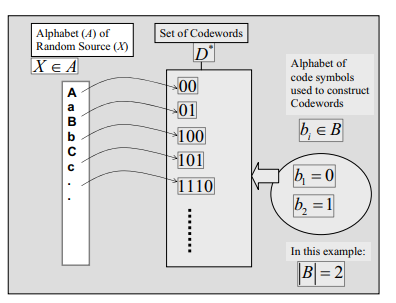 Alphabet (A) of
Random Source (X)
X ∈ A
Set of Codewords
D*
A
a
B
b
C
c
.
.
00
01
100
101
1110
Alphabet of
code symbols
used to construct
Codewords
bᵢ ∈ B
b₁ = 0
b₂ = 1
In this example:
|B| = 2